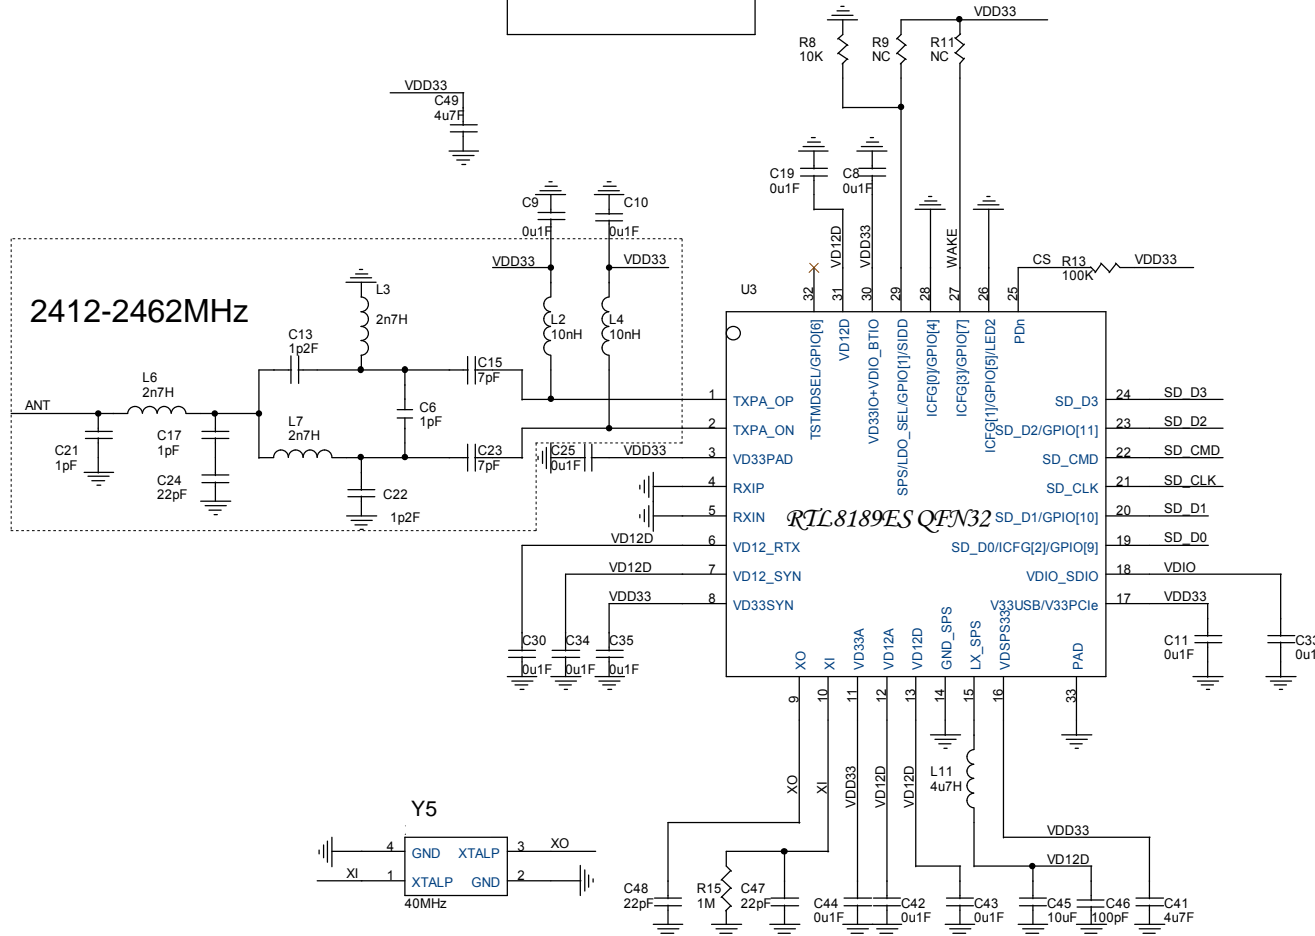 VDD33
R8
10K
R9
NC
R11
NC
VDD33
C49
4u7F
C19
0u1F
C8
0u1F
C9
0u1F
C10
0u1F
VD12D
VDD33
WAKE
CS
R13
100K
VDD33
VDD33
VDD33
2412-2462MHz
L3
2n7H
L2
10nH
L4
10nH
C13
1p2F
C15
7pF
L6
2n7H
ANT
C21
1pF
C17
1pF
C24
22pF
L7
2n7H
C6
1pF
C23
7pF
C22
1p2F
C25
0u1F
VDD33
U3
32
31
30
29
28
27
26
25
TSTMDSEL/GPIO[6]
VD12D
VD33IO+VDIO_BTIO
SPS/LDO_SEL/GPIO[1]/SIDD
ICFG[0]/GPIO[4]
ICFG[3]/GPIO[7]
ICFG[1]/GPIO[5]/LED2
PDn
1 TXPA_OP
2 TXPA_ON
3 VD33PAD
4 RXIP
5 RXIN
VD12D 6 VD12_RTX
VD12D 7 VD12_SYN
VDD33 8 VD33SYN
RTL8189ES QFN32
SD_D3 24 SD_D3
SD_D2/GPIO[11] 23 SD_D2
SD_CMD 22 SD_CMD
SD_CLK 21 SD_CLK
SD_D1/GPIO[10] 20 SD_D1
SD_D0/ICFG[2]/GPIO[9] 19 SD_D0
VDIO_SDIO 18 VDIO
V33USB/V33PCIe 17 VDD33
C30
0u1F
C34
0u1F
C35
0u1F
C11
0u1F
C33
0u1
XO
XI
VD33A
VD12A
VD12D
GND_SPS
LX_SPS
VDSPS33
PAD
9
10
11
12
13
14
15
16
33
XO
XI
VDD33
VD12D
VD12D
L11
4u7H
VDD33
VD12D
Y5
4 GND XTALP 3 XO
XI 1 XTALP GND 2
40MHz
C48
22pF
R15
1M
C47
22pF
C44
0u1F
C42
0u1F
C43
0u1F
C45
10uF
C46
100pF
C41
4u7F